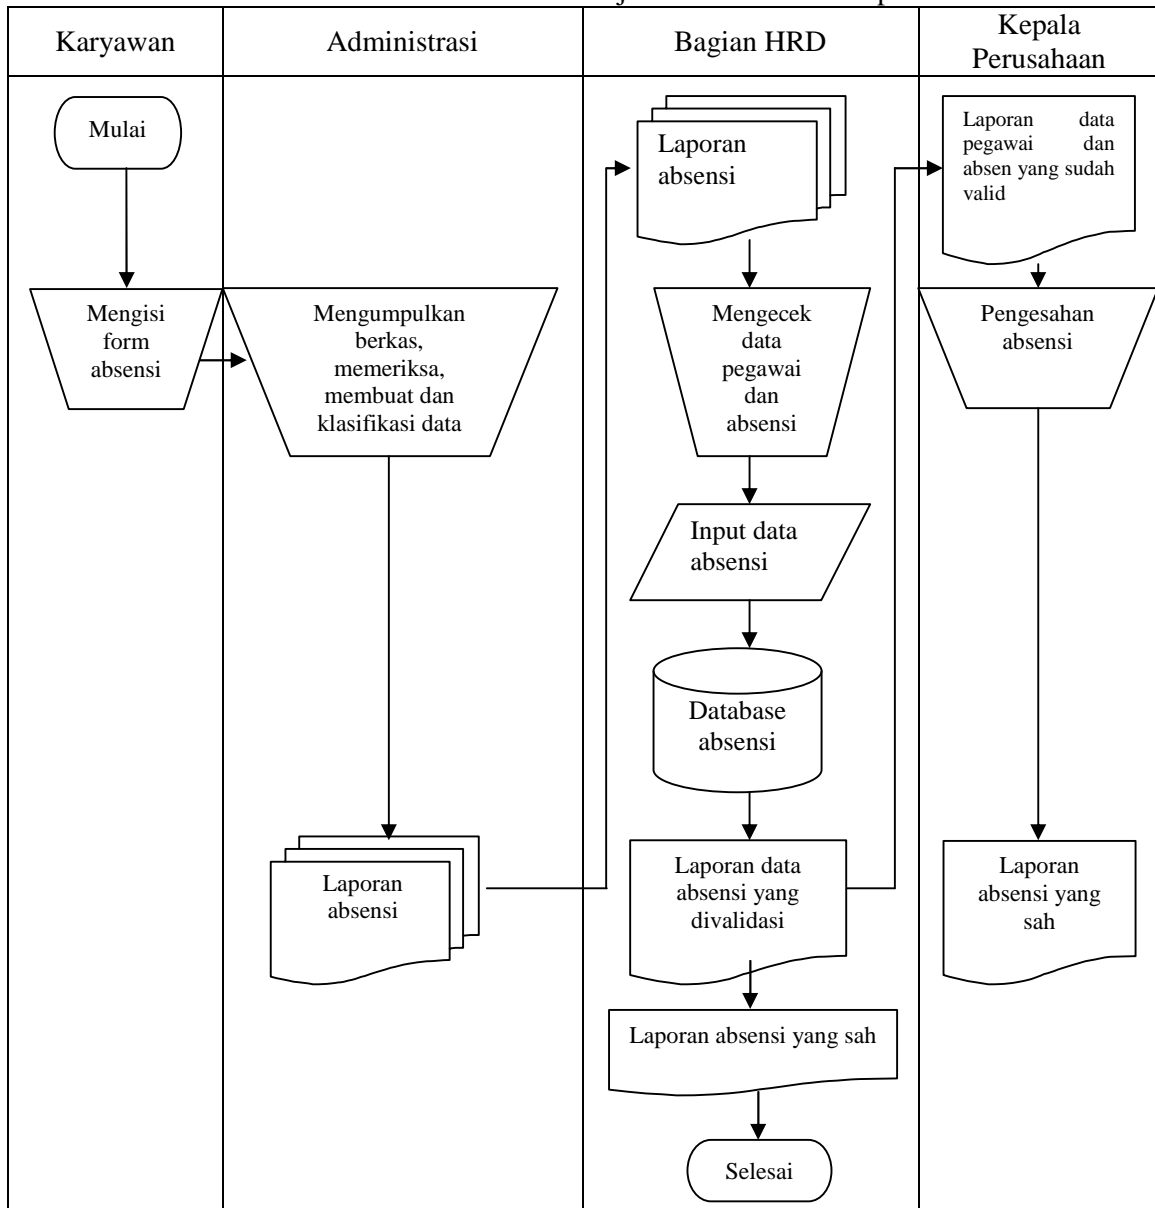 Karyawan
Administrasi
Bagian HRD
Kepala
Perusahaan
Mulai
Mengisi
form
absensi
Mengumpulkan
berkas,
memeriksa,
membuat dan
klasifikasi data
Laporan
absensi
Laporan
absensi
Mengecek
data
pegawai
dan
absensi
Input data
absensi
Database
absensi
Laporan data
absensi yang
divalidasi
Laporan absensi yang sah
Selesai
Laporan data
pegawai dan
absen yang sudah
valid
Pengesahan
absensi
Laporan
absensi yang
sah